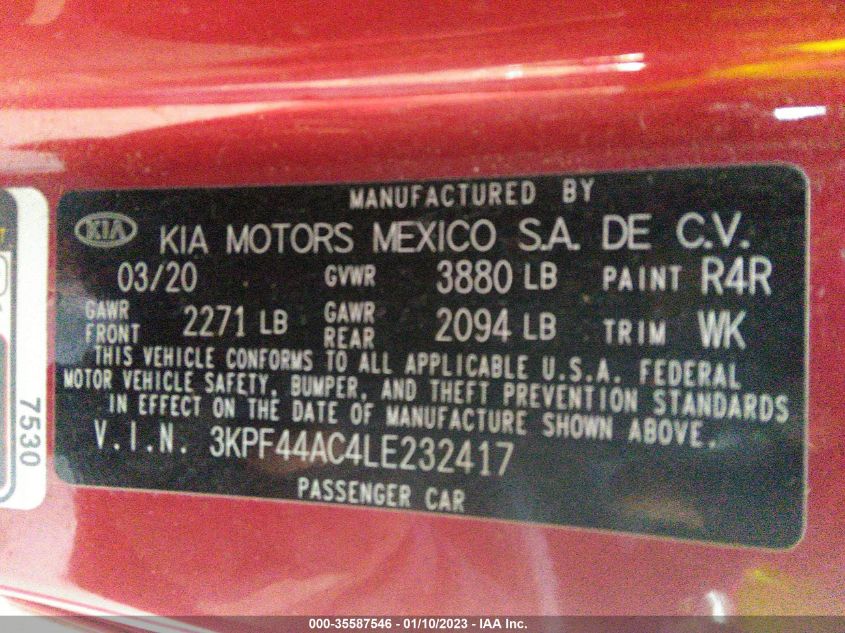 MANUFACTURED BY
KIA KIA MOTORS MEXICO S.A. DE C.V.
03/20 GVWR 3880 LB PAINT R4R
GAWR FRONT 2271 LB GAWR REAR 2094 LB TRIM WK
THIS VEHICLE CONFORMS TO ALL APPLICABLE U.S.A. FEDERAL
MOTOR VEHICLE SAFETY, BUMPER, AND THEFT PREVENTION STANDARDS
IN EFFECT ON THE DATE OF MANUFACTURE SHOWN ABOVE.
V.I.N. 3KPF44AC4LE232417
PASSENGER CAR
7530
000-35587546 - 01/10/2023 - IAA Inc.